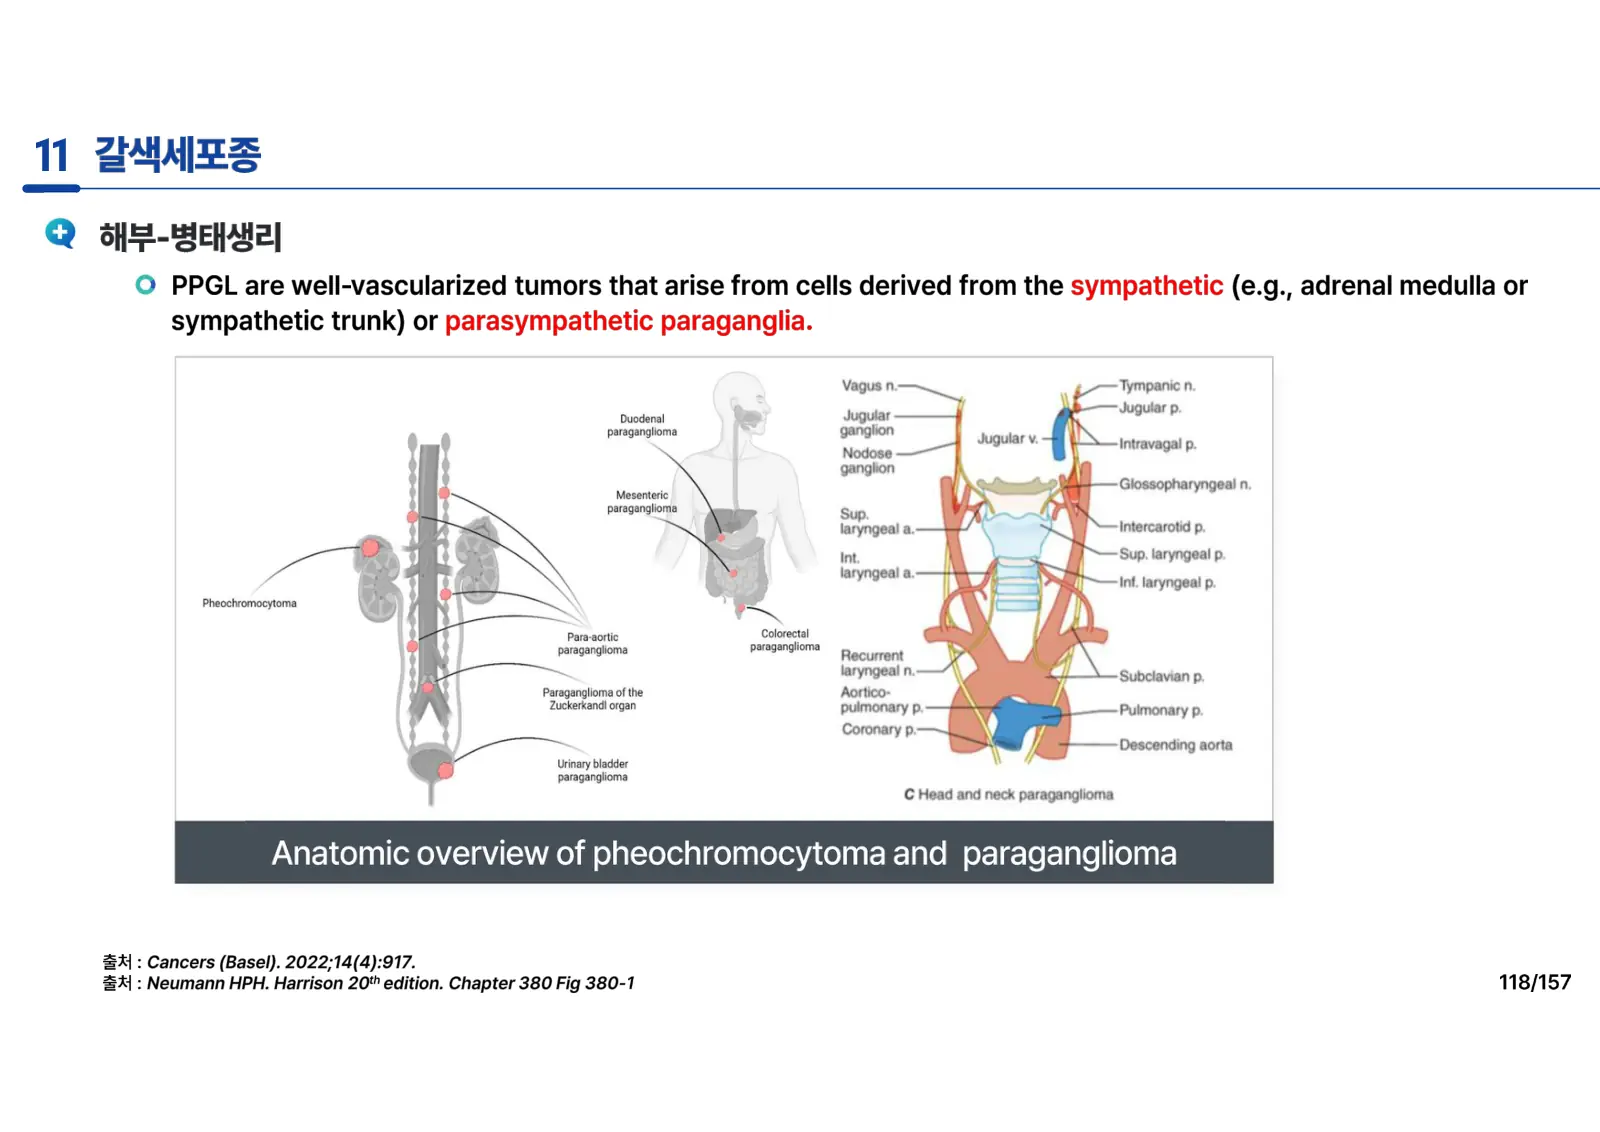 11 갈색세포종
해부-병태생리
PPGL are well-vascularized tumors that arise from cells derived from the sympathetic (e.g., adrenal medulla or
sympathetic trunk) or parasympathetic paraganglia.
Pheochromocytoma
Para-aortic
paraganglioma
Paraganglioma of the
Zuckerkandl organ
Urinary bladder
paraganglioma
Duodenal
paraganglioma
Mesenteric
paraganglioma
Colorectal
paraganglioma
Vagus n.
Jugular
ganglion
Nodose
ganglion
Sup.
laryngeal a.
Int.
laryngeal a.
Recurrent
laryngeal n.
Aortico-
pulmonary p.
Coronary p.
Jugular v.
Tympanic n.
Jugular p.
Intravagal p.
Glossopharyngeal n.
Intercarotid p.
Sup. laryngeal p.
Inf. laryngeal p.
Subclavian p.
Pulmonary p.
Descending aorta
C Head and neck paraganglioma
Anatomic overview of pheochromocytoma and paraganglioma
출처 : Cancers (Basel). 2022;14(4):917.
출처 : Neumann HPH. Harrison 20th edition. Chapter 380 Fig 380-1
118/157